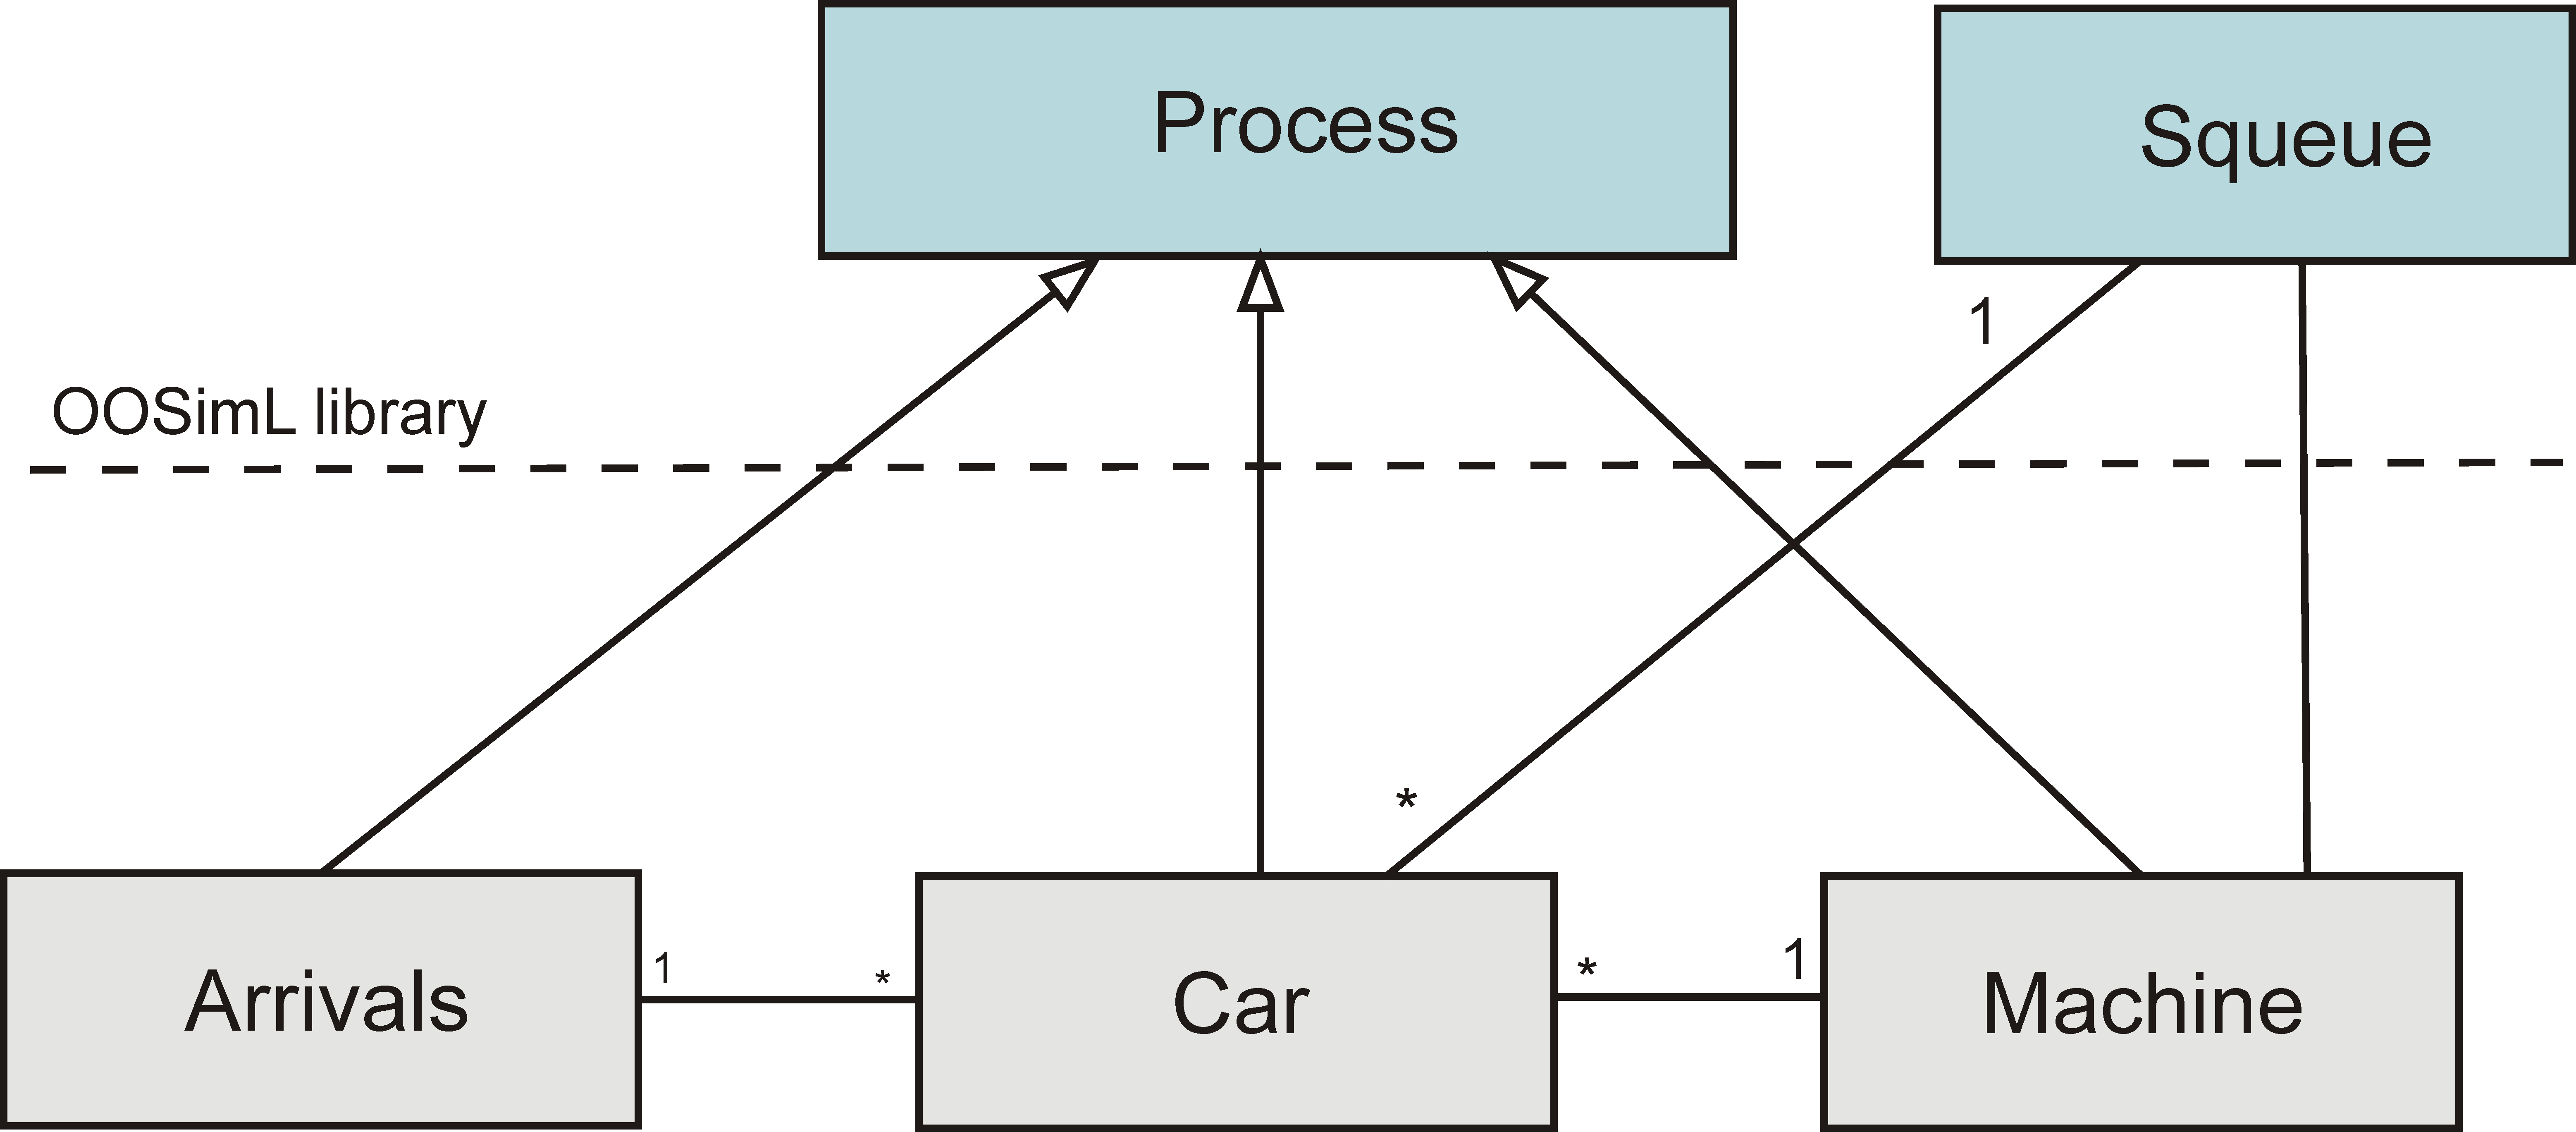 Process
Squeue
1
OOSimL library
*
1
*
*
1
Arrivals
Car
Machine